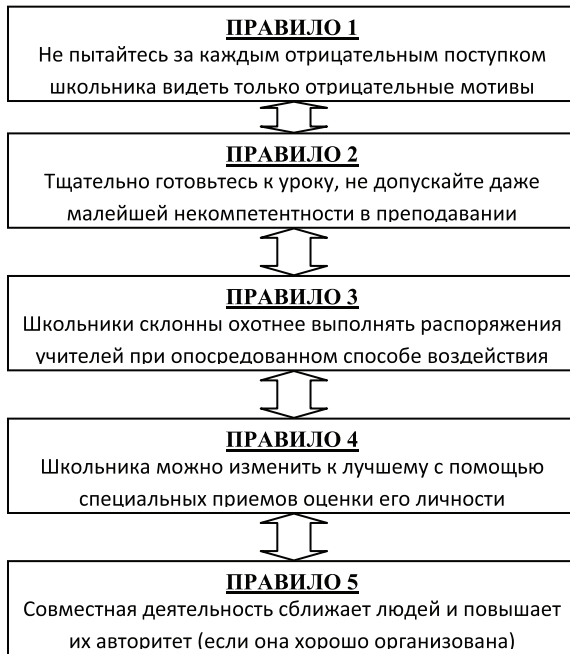 ПРАВИЛО 1
Не пытайтесь за каждым отрицательным поступком
школьника видеть только отрицательные мотивы
ПРАВИЛО 2
Тщательно готовьтесь к уроку, не допускайте даже
малейшей некомпетентности в преподавании
ПРАВИЛО 3
Школьники склонны охотнее выполнять распоряжения
учителей при опосредованном способе воздействия
ПРАВИЛО 4
Школьника можно изменить к лучшему с помощью
специальных приемов оценки его личности
ПРАВИЛО 5
Совместная деятельность сближает людей и повышает
их авторитет (если она хорошо организована)